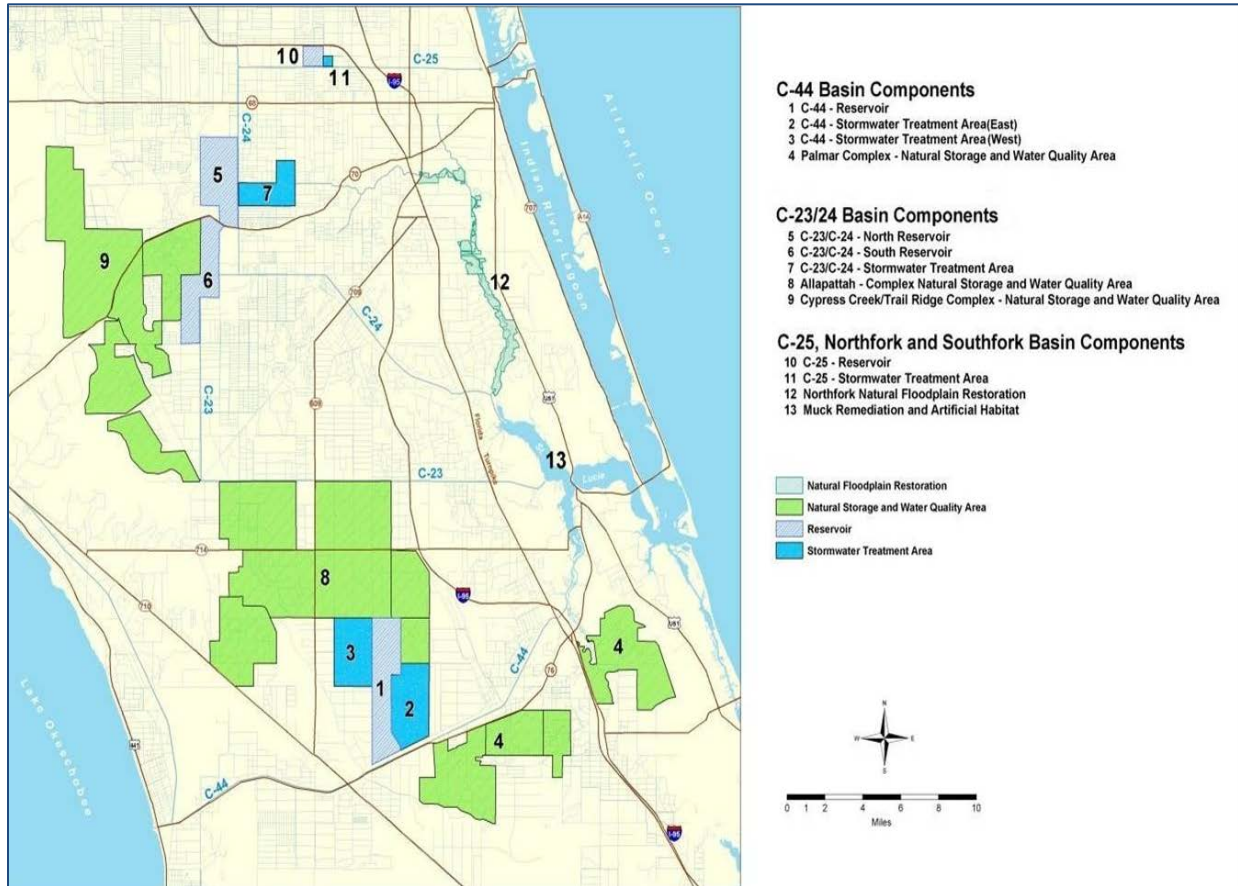 10
11
C-25
I-95
68
C-24
5
7
70
Indian River Lagoon
Atlantic Ocean
707
A1A
9
6
12
709
C-24
C-23
609
US1
Florida Turnpike
13
St.
Lucie
C-23
714
8
710
I-95
US1
3
4
C-44
76
1
2
4
Lake Okeechobee
441
C-44
I-95
C-44 Basin Components
1 C-44 - Reservoir
2 C-44 - Stormwater Treatment Area(East)
3 C-44 - Stormwater Treatment Area(West)
4 Palmar Complex - Natural Storage and Water Quality Area
C-23/24 Basin Components
5 C-23/C-24 - North Reservoir
6 C-23/C-24 - South Reservoir
7 C-23/C-24 - Stormwater Treatment Area
8 Allapattah - Complex Natural Storage and Water Quality Area
9 Cypress Creek/Trail Ridge Complex - Natural Storage and Water Quality Area
C-25, Northfork and Southfork Basin Components
10 C-25 - Reservoir
11 C-25 - Stormwater Treatment Area
12 Northfork Natural Floodplain Restoration
13 Muck Remediation and Artificial Habitat
Natural Floodplain Restoration
Natural Storage and Water Quality Area
Reservoir
Stormwater Treatment Area
N
W E
S
0 1 2 4 6 8 10
Miles